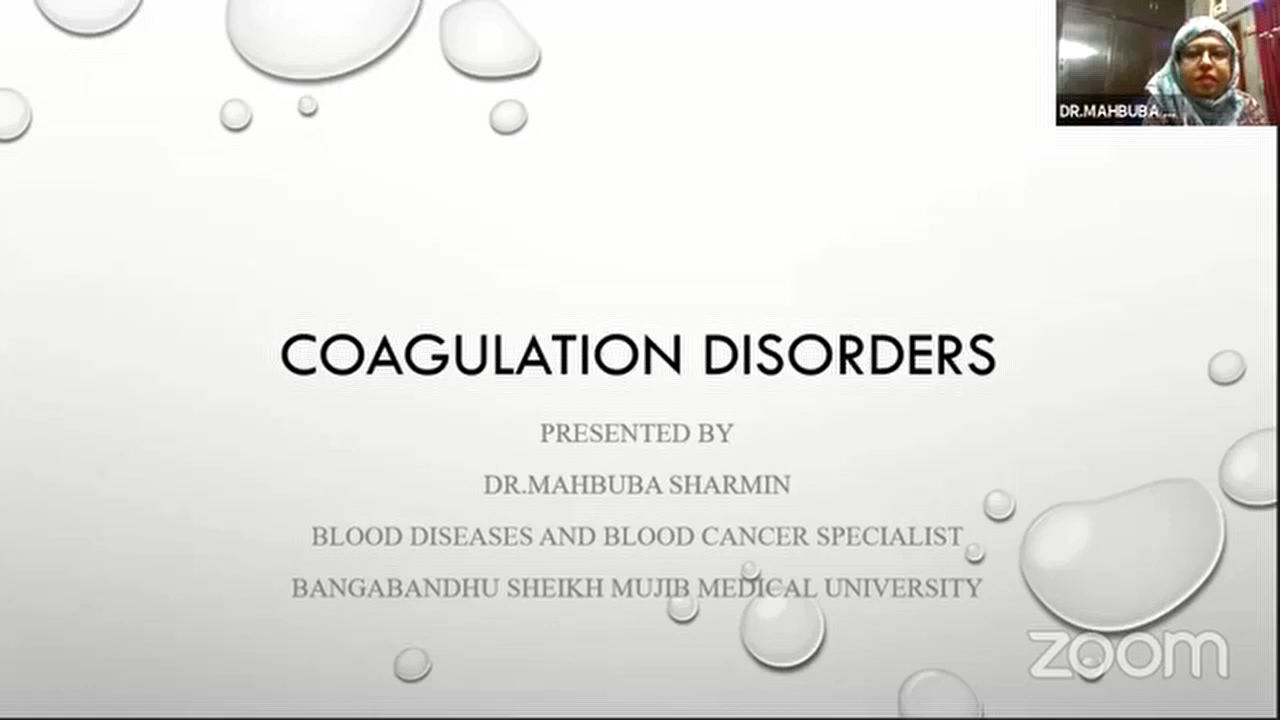 DR.MAHBUBA ...
COAGULATION DISORDERS
PRESENTED BY
DR.MAHBUBA SHARMIN
BLOOD DISEASES AND BLOOD CANCER SPECIALIST
BANGABANDHU SHEIKH MUJIB MEDICAL UNIVERSITY
zoom